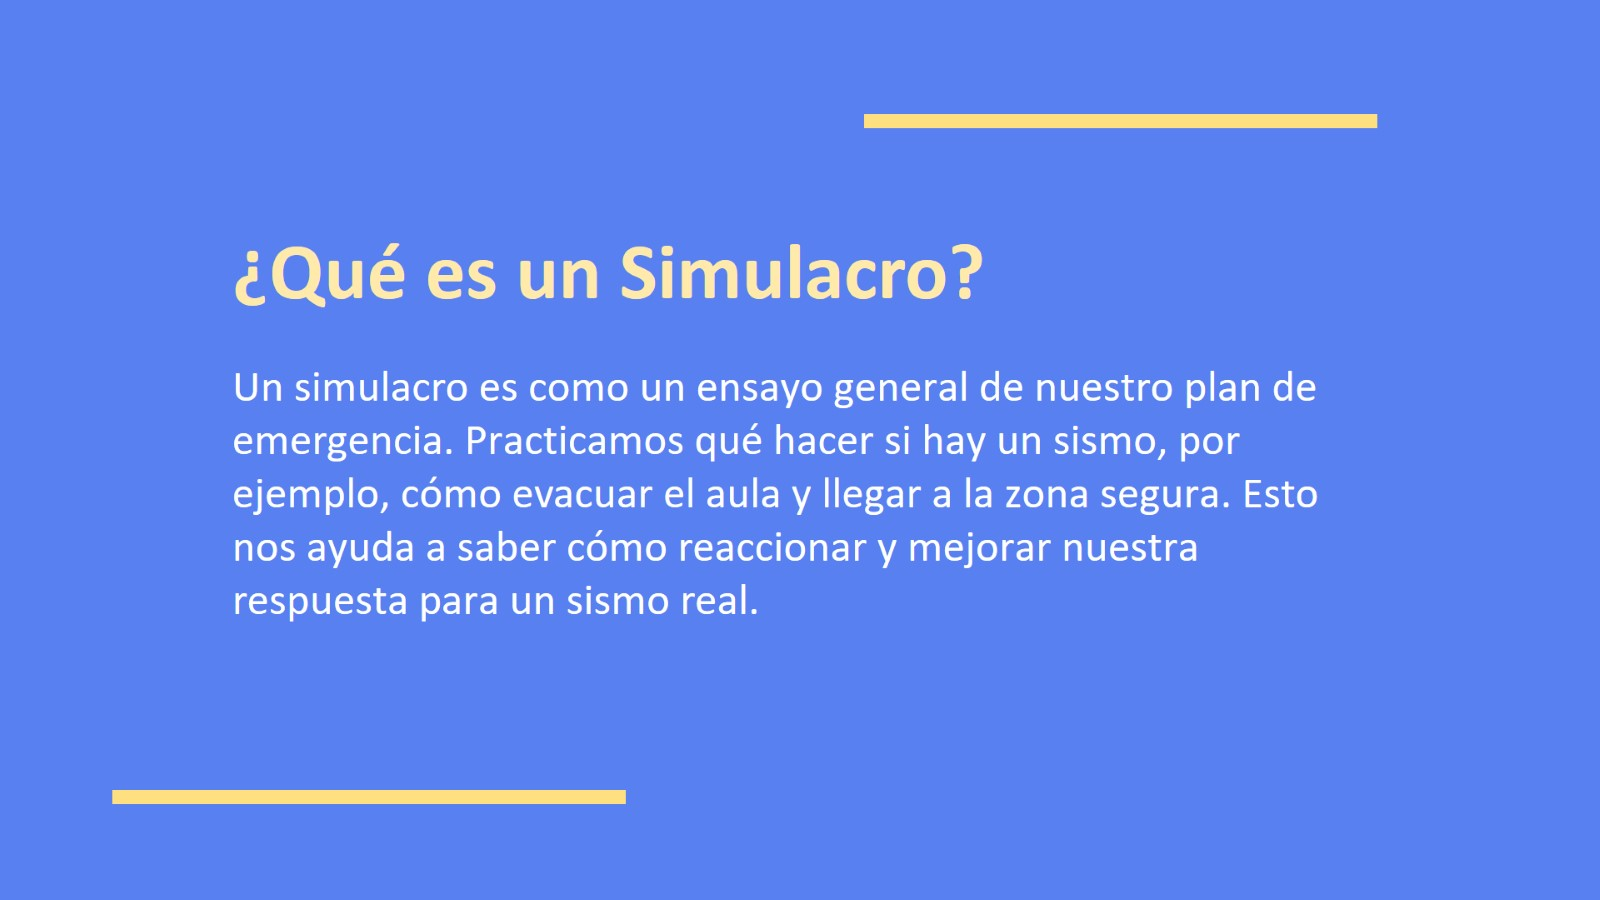 ¿Qué es un Simulacro?
Un simulacro es como un ensayo general de nuestro plan de
emergencia. Practicamos qué hacer si hay un sismo, por
ejemplo, cómo evacuar el aula y llegar a la zona segura. Esto
nos ayuda a saber cómo reaccionar y mejorar nuestra
respuesta para un sismo real.